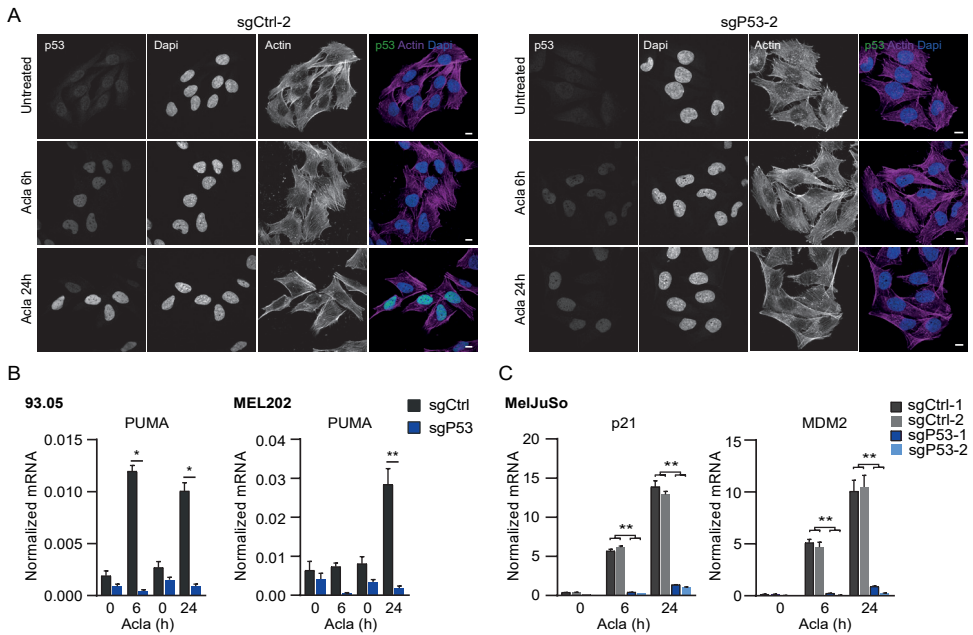 A
sgCtrl-2
sgP53-2
p53 Dapi Actin p53 Actin Dapi
p53 Dapi Actin p53 Actin Dapi
Untreated
Untreated
Acla 6h
Acla 6h
Acla 24h
Acla 24h
B
93.05
PUMA
Normalized mRNA
0.015
0.010
0.005
0.000
* *
0 6 0 24
Acla (h)
MEL202
PUMA
sgCtrl
sgP53
Normalized mRNA
0.04
0.03
0.02
0.01
0.00
**
0 6 0 24
Acla (h)
C
MelJuSo
p21
Normalized mRNA
20
15
10
5
0
** **
0 6 24
Acla (h)
MDM2
sgCtrl-1
sgCtrl-2
sgP53-1
sgP53-2
Normalized mRNA
15
10
5
0
** **
0 6 24
Acla (h)